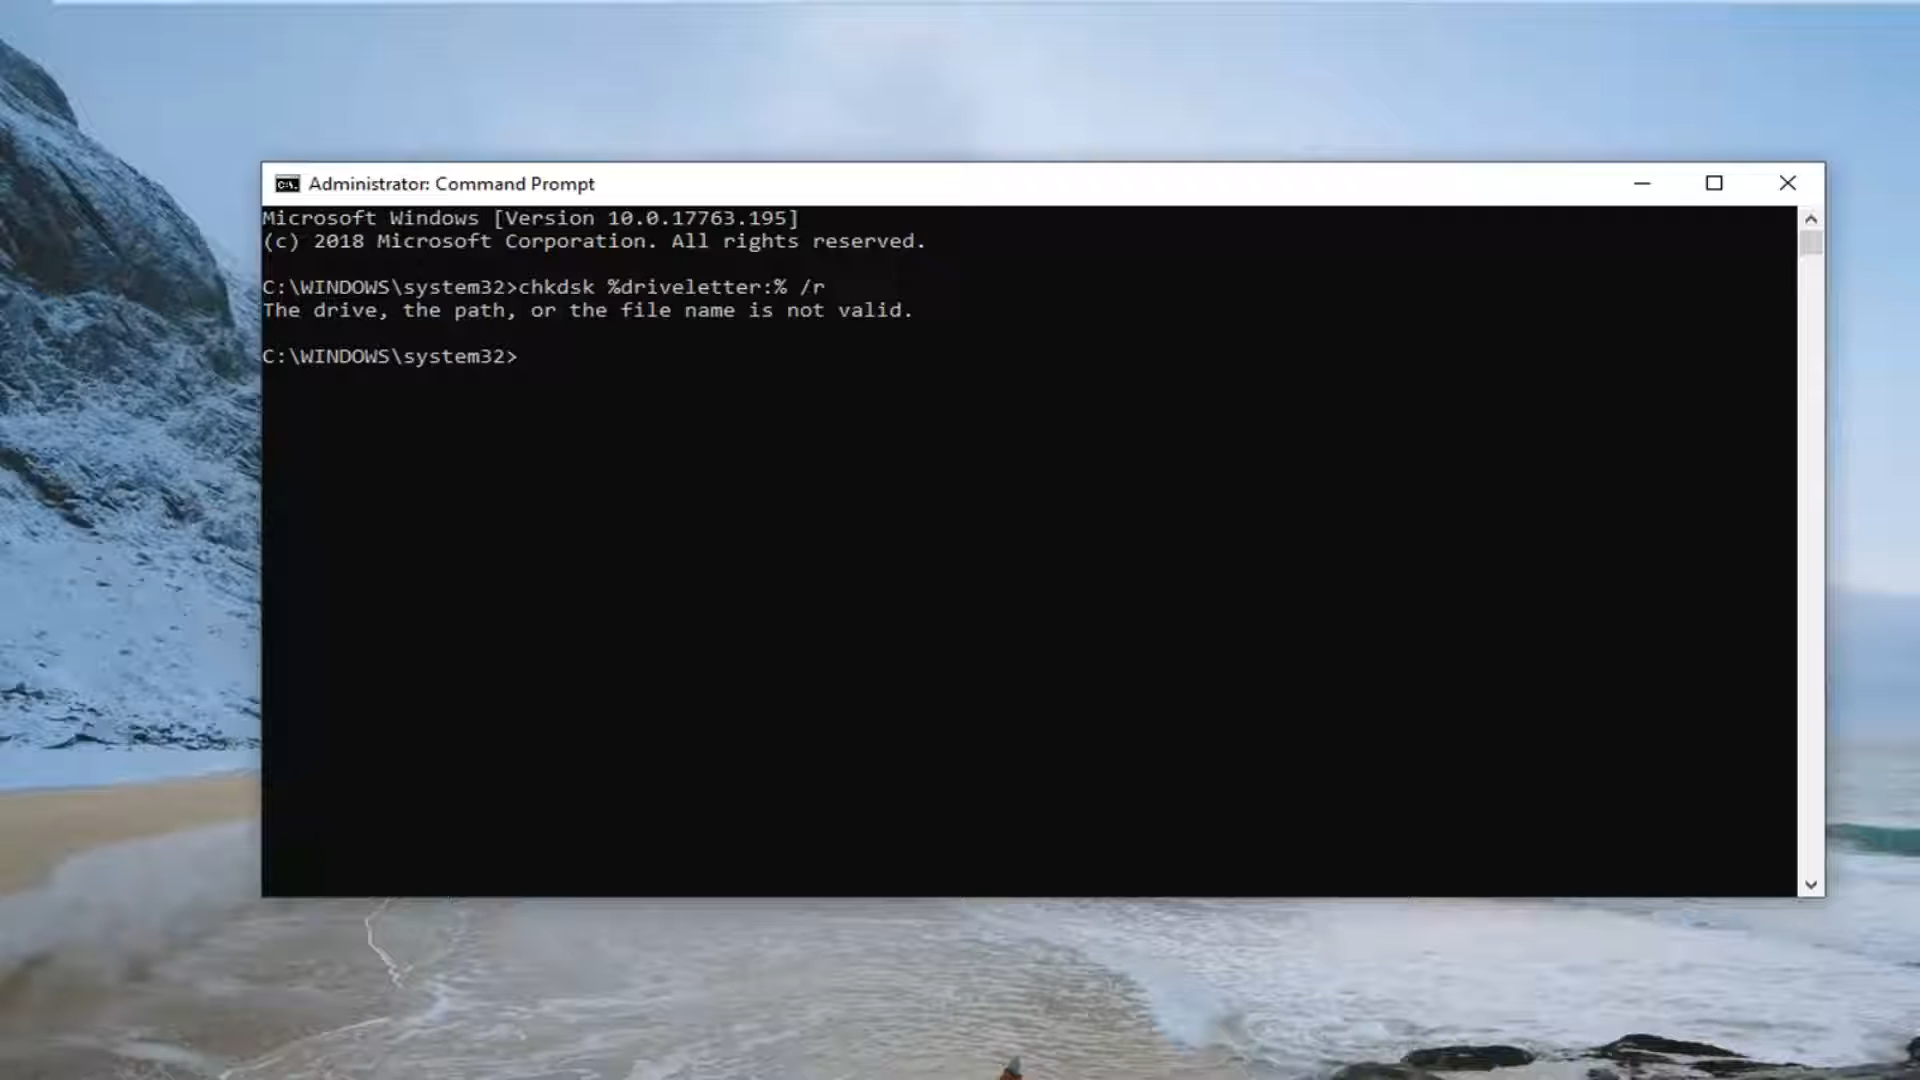 Administrator: Command Prompt
Microsoft Windows [Version 10.0.17763.195]
(c) 2018 Microsoft Corporation. All rights reserved.
C:\WINDOWS\system32>chkdsk %driveletter:% /r
The drive, the path, or the file name is not valid.
C:\WINDOWS\system32>